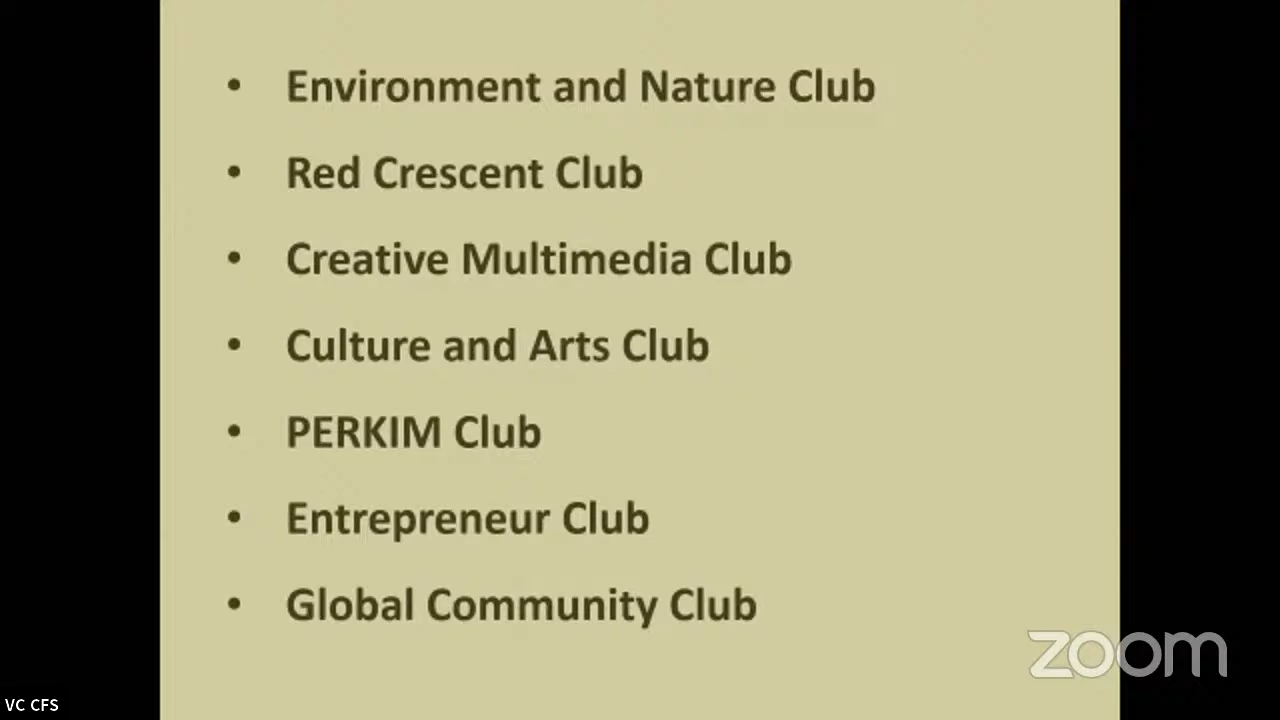 • Environment and Nature Club
• Red Crescent Club
• Creative Multimedia Club
• Culture and Arts Club
• PERKIM Club
• Entrepreneur Club
• Global Community Club
zoom
VC CFS